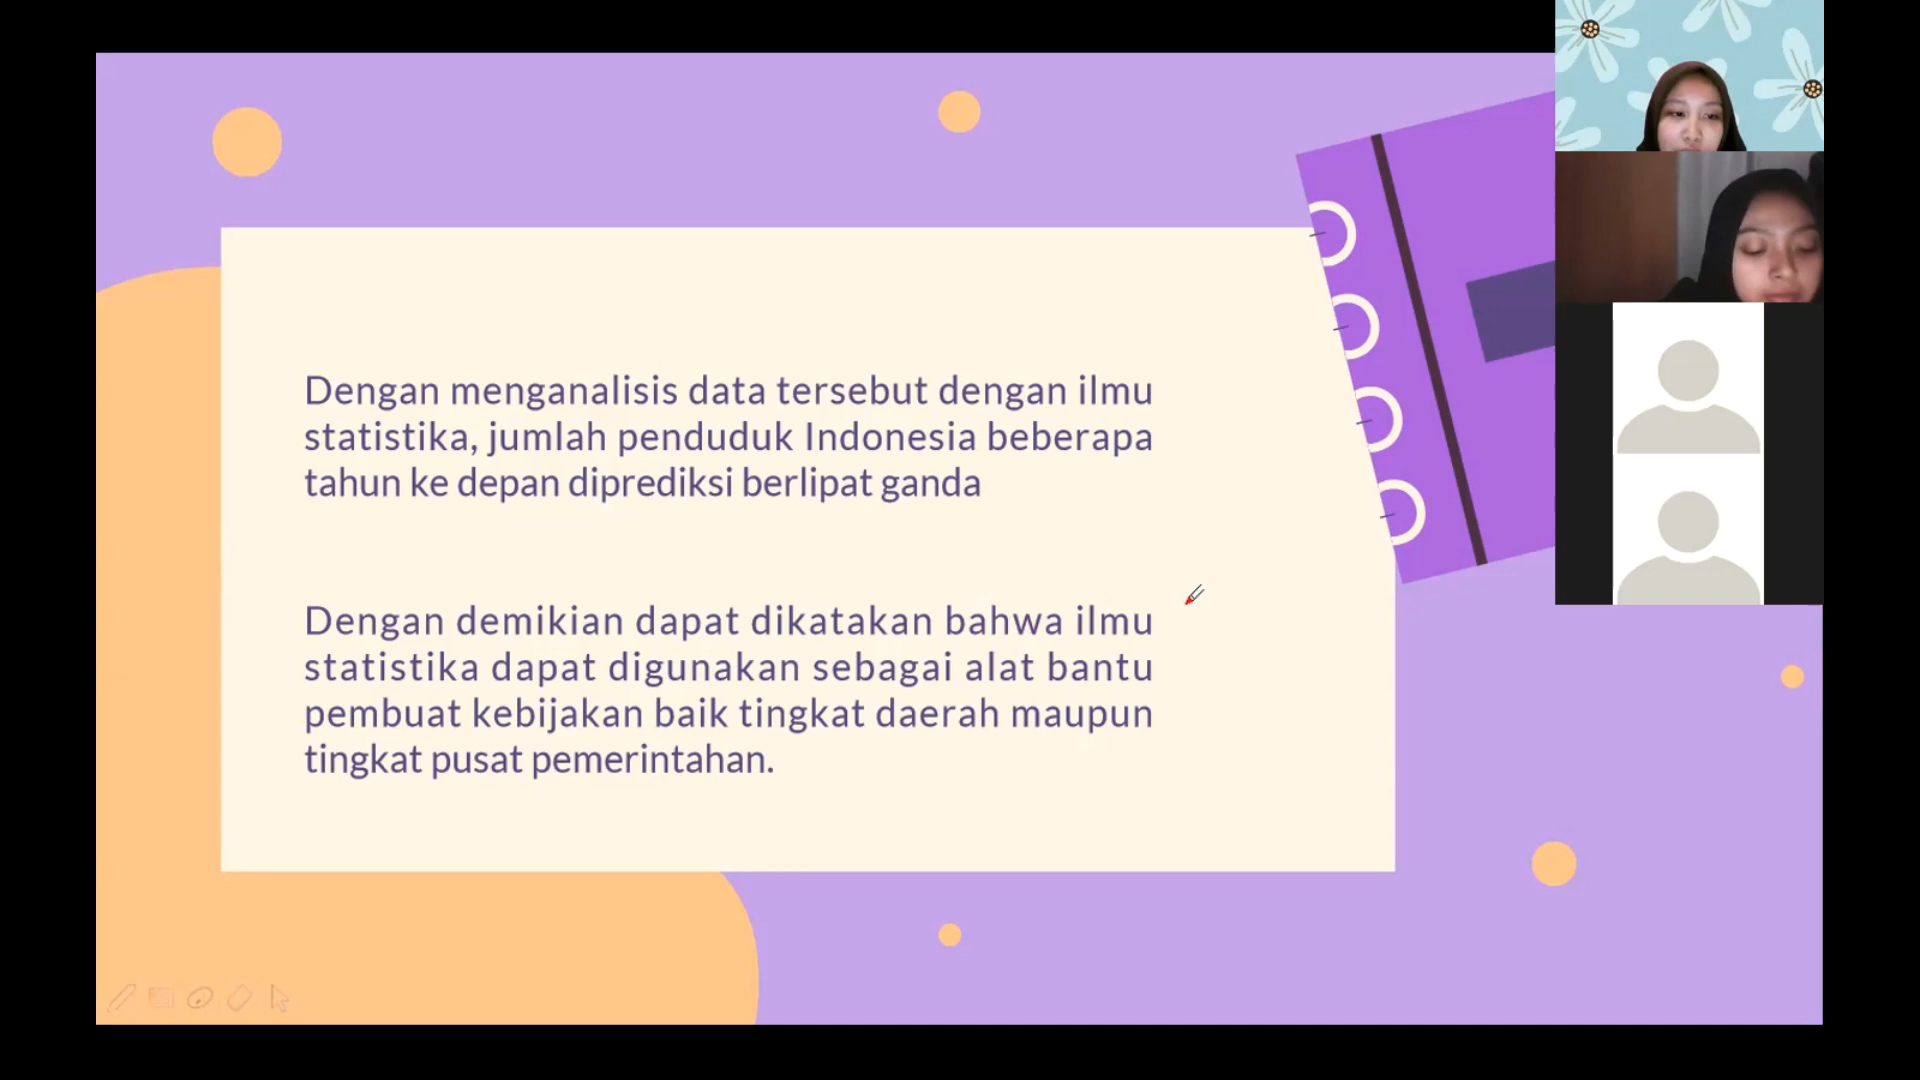 Dengan menganalisis data tersebut dengan ilmu
statistika, jumlah penduduk Indonesia beberapa
tahun ke depan diprediksi berlipat ganda
Dengan demikian dapat dikatakan bahwa ilmu
statistika dapat digunakan sebagai alat bantu
pembuat kebijakan baik tingkat daerah maupun
tingkat pusat pemerintahan.